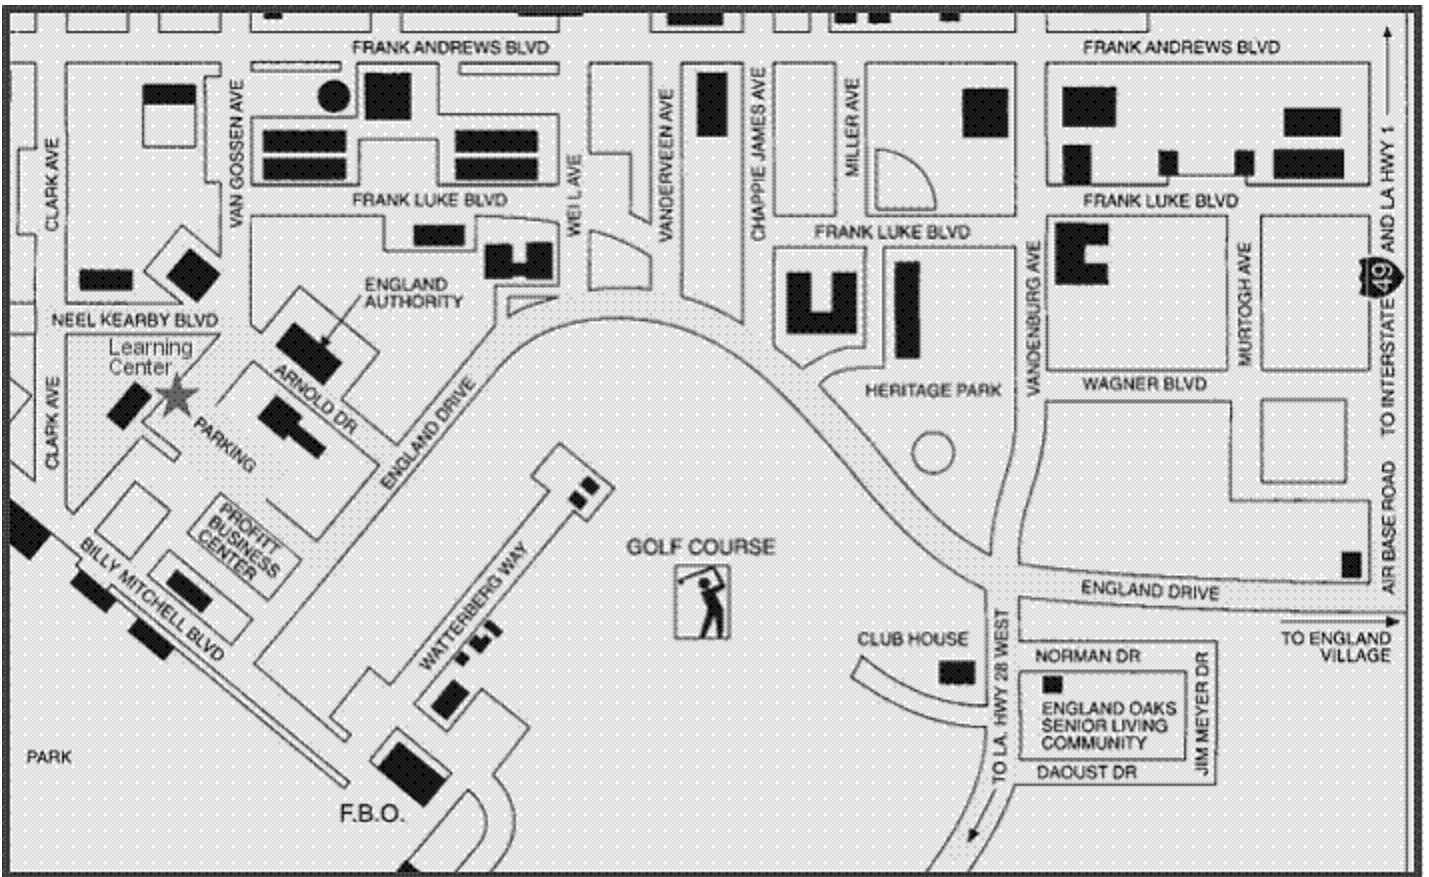 FRANK ANDREWS BLVD
FRANK ANDREWS BLVD
VAN GOSSEN AVE
CLARK AVE
WEIL AVE
VANDERVEEN AVE
CHAPPIE JAMES AVE
MILLER AVE
FRANK LUKE BLVD
FRANK LUKE BLVD
FRANK LUKE BLVD
ENGLAND
AUTHORITY
NEEL KEARBY BLVD
Learning
Center
CLARK AVE
ARNOLD DR
PARKING
ENGLAND DRIVE
HERITAGE PARK
VANDENBURG AVE
MURTOGH AVE
WAGNER BLVD
AIR BASE ROAD TO INTERSTATE 49 AND LA HWY 1
PROFITT
BUSINESS
CENTER
BILLY MITCHELL BLVD
WATTERBERG WAY
GOLF COURSE
ENGLAND DRIVE
TO ENGLAND
VILLAGE
CLUB HOUSE
TO LA. HWY 28 WEST
NORMAN DR
ENGLAND OAKS
SENIOR LIVING
COMMUNITY
JIM MEYER DR
DAOUST DR
PARK
F.B.O.